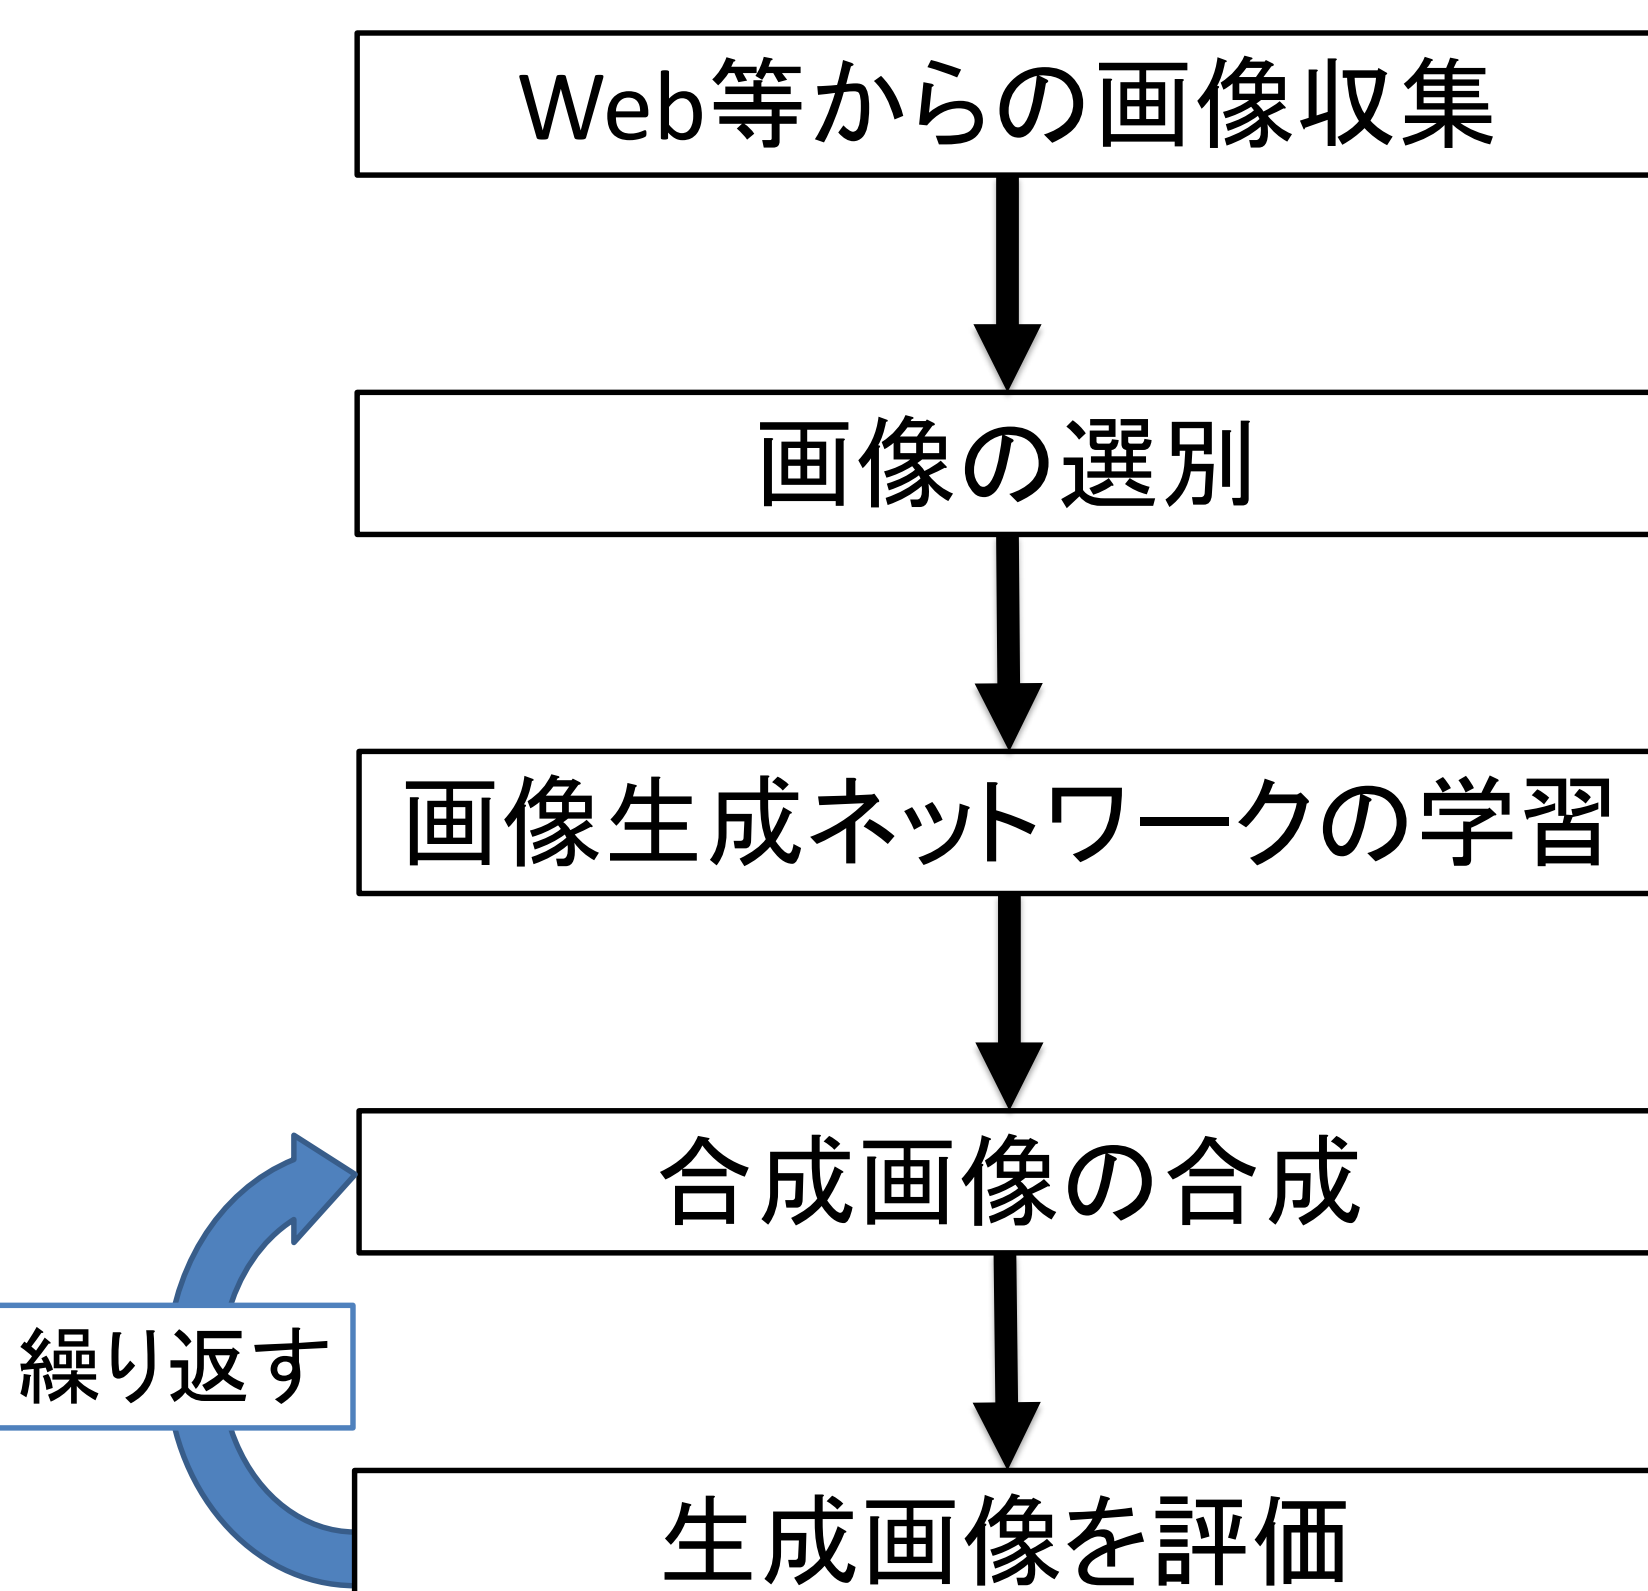 Web等からの画像収集
画像の選別
画像生成ネットワークの学習
合成画像の合成
繰り返す
生成画像を評価